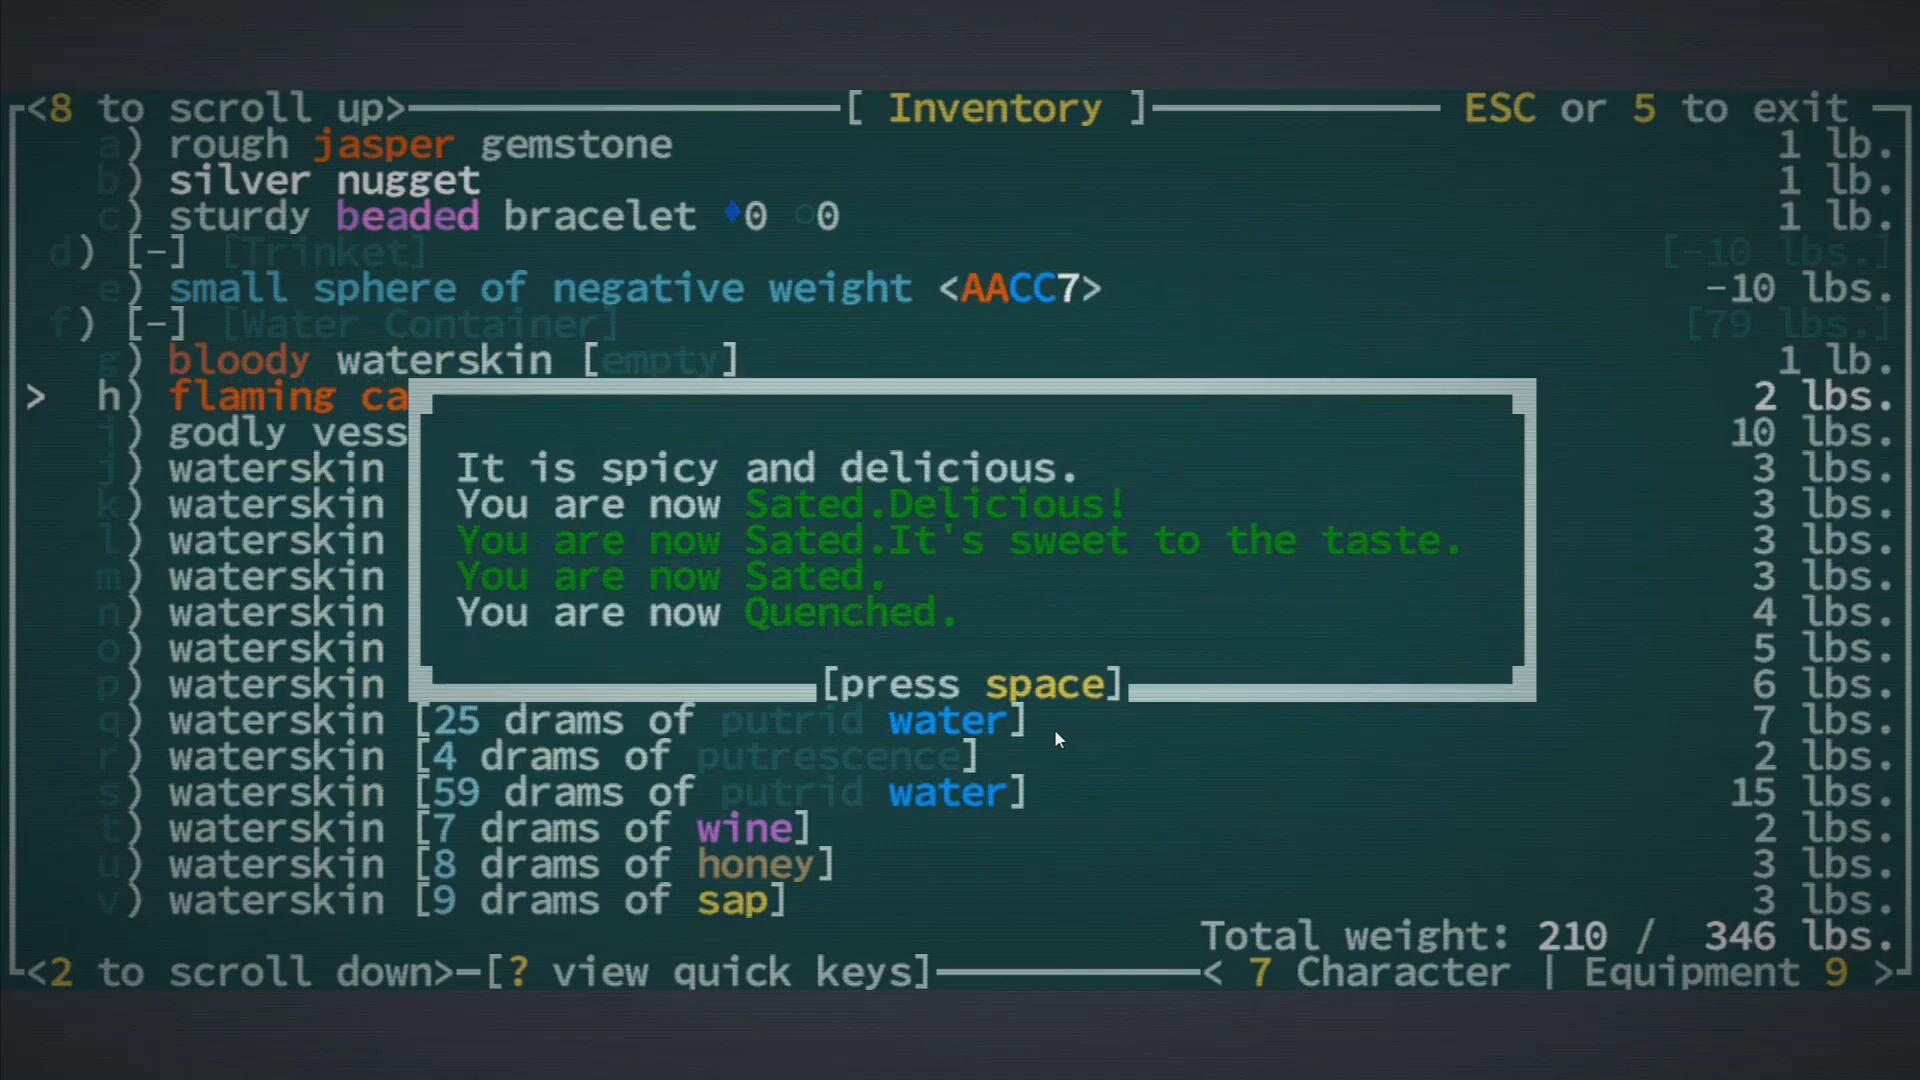 <8 to scroll up> [ Inventory ] ESC or 5 to exit
a) rough jasper gemstone 1 lb.
b) silver nugget 1 lb.
c) sturdy beaded bracelet ♦0 ○0 1 lb.
d) [-] [Trinket] [-10 lbs.]
e) small sphere of negative weight <AACC7> -10 lbs.
f) [-] [Water Container] [79 lbs.]
g) bloody waterskin [empty] 1 lb.
> h) flaming ca 2 lbs.
i) godly vess 10 lbs.
j) waterskin 3 lbs.
k) waterskin 3 lbs.
l) waterskin 3 lbs.
m) waterskin 3 lbs.
n) waterskin 4 lbs.
o) waterskin 5 lbs.
p) waterskin 6 lbs.
It is spicy and delicious.
You are now Sated.Delicious!
You are now Sated.It's sweet to the taste.
You are now Sated.
You are now Quenched.
[press space]
q) waterskin [25 drams of putrid water] 7 lbs.
r) waterskin [4 drams of putrescence] 2 lbs.
s) waterskin [59 drams of putrid water] 15 lbs.
t) waterskin [7 drams of wine] 2 lbs.
u) waterskin [8 drams of honey] 3 lbs.
v) waterskin [9 drams of sap] 3 lbs.
Total weight: 210 / 346 lbs.
<2 to scroll down> [? view quick keys] < 7 Character | Equipment 9 >